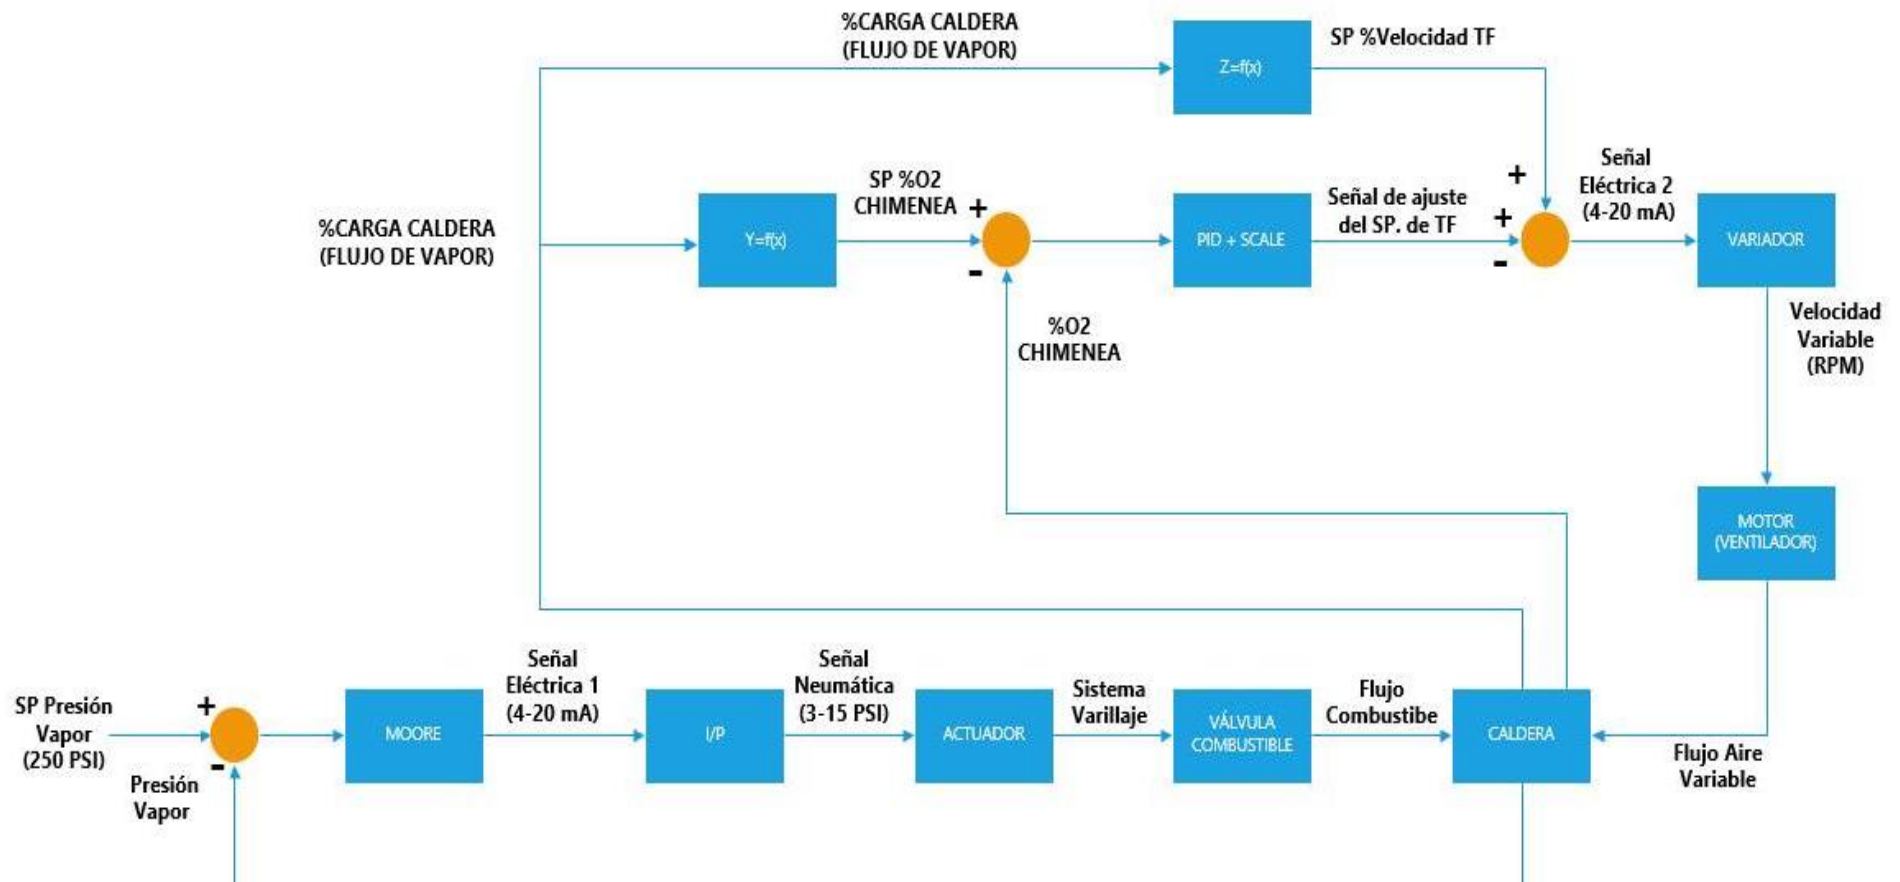 %CARGA CALDERA
(FLUJO DE VAPOR)
Z=f(x)
SP %Velocidad TF
%CARGA CALDERA
(FLUJO DE VAPOR)
Y=f(x)
SP %O2
CHIMENEA
+
-
%O2
CHIMENEA
PID + SCALE
Señal de ajuste
del SP. de TF
+
+
-
Señal
Eléctrica 2
(4-20 mA)
VARIADOR
Velocidad
Variable
(RPM)
MOTOR
(VENTILADOR)
SP Presión
Vapor
(250 PSI)
+
-
Presión
Vapor
MOORE
Señal
Eléctrica 1
(4-20 mA)
I/P
Señal
Neumática
(3-15 PSI)
ACTUADOR
Sistema
Varillaje
VÁLVULA
COMBUSTIBLE
Flujo
Combustibe
CALDERA
Flujo Aire
Variable